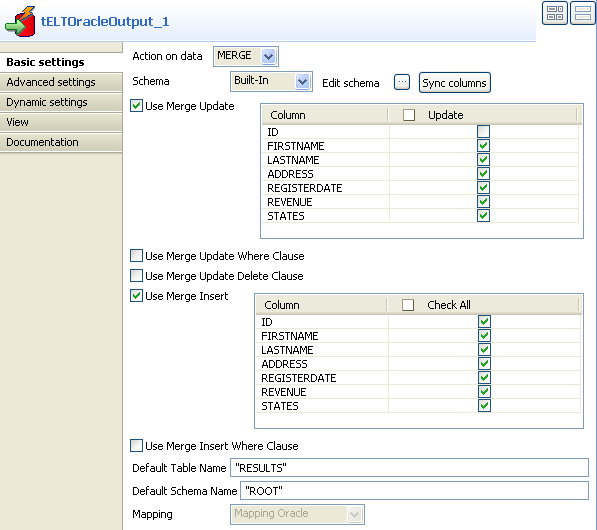 tELTOracleOutput_1
Basic settings
Advanced settings
Dynamic settings
View
Documentation
Action on data MERGE
Schema Built-In Edit schema ... Sync columns
Use Merge Update
Column Update
ID
FIRSTNAME
LASTNAME
ADDRESS
REGISTERDATE
REVENUE
STATES
Use Merge Update Where Clause
Use Merge Update Delete Clause
Use Merge Insert
Column Check All
ID
FIRSTNAME
LASTNAME
ADDRESS
REGISTERDATE
REVENUE
STATES
Use Merge Insert Where Clause
Default Table Name "RESULTS"
Default Schema Name "ROOT"
Mapping Mapping Oracle